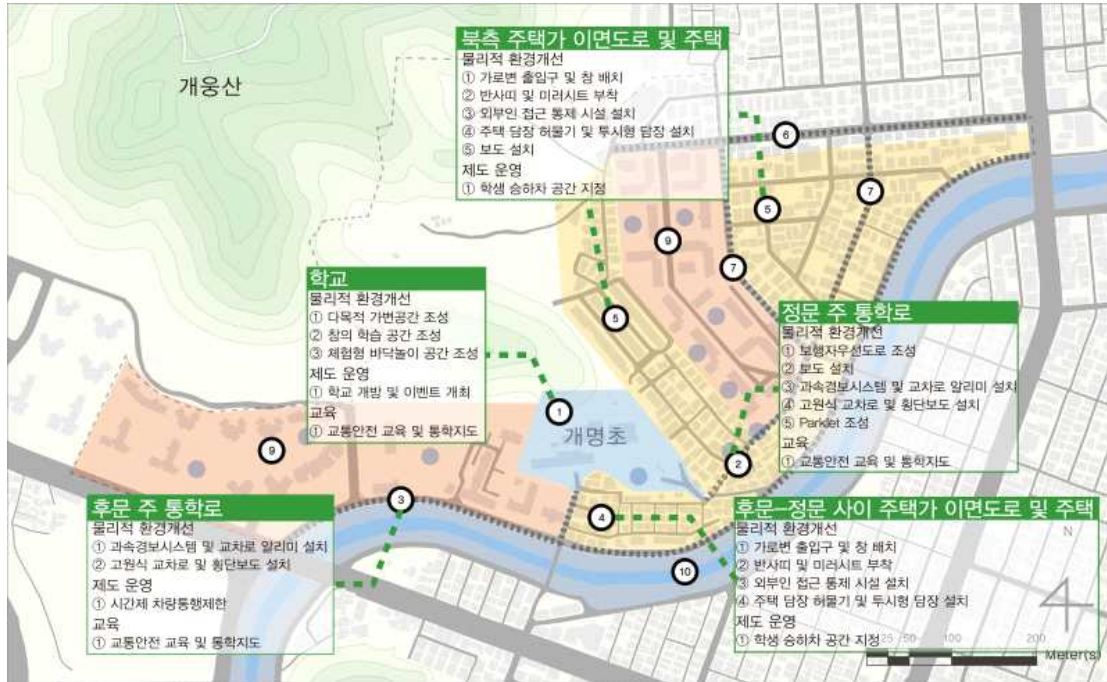 북측 주택가 이면도로 및 주택
물리적 환경개선
① 가로변 출입구 및 창 배치
② 반사띠 및 미러시트 부착
③ 외부인 접근 통제 시설 설치
④ 주택 담장 허물기 및 투시형 담장 설치
⑤ 보도 설치
제도 운영
① 학생 승하차 공간 지정
개웅산
6
7
5
9
7
5
학교
물리적 환경개선
① 다목적 가변공간 조성
② 창의 학습 공간 조성
③ 체험형 바닥놀이 공간 조성
제도 운영
① 학교 개방 및 이벤트 개최
교육
① 교통안전 교육 및 통학지도
정문 주 통학로
물리적 환경개선
① 보행자우선도로 조성
② 보도 설치
③ 과속경보시스템 및 교차로 알리미 설치
④ 고원식 교차로 및 횡단보도 설치
⑤ Parklet 조성
교육
① 교통안전 교육 및 통학지도
1
개명초
9
2
3
4
10
후문 주 통학로
물리적 환경개선
① 과속경보시스템 및 교차로 알리미 설치
② 고원식 교차로 및 횡단보도 설치
제도 운영
① 시간제 차량통행제한
교육
① 교통안전 교육 및 통학지도
후문-정문 사이 주택가 이면도로 및 주택
물리적 환경개선
① 가로변 출입구 및 창 배치
② 반사띠 및 미러시트 부착
③ 외부인 접근 통제 시설 설치
④ 주택 담장 허물기 및 투시형 담장 설치
제도 운영
① 학생 승하차 공간 지정
N
25 50 100 200
Meter(s)